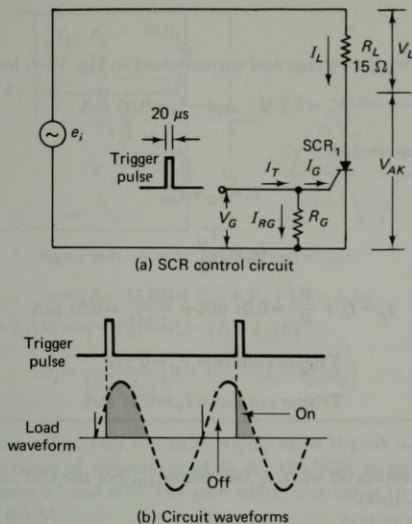 I_L
R_L
15 Ω
V_L
20 μs
e_i
Trigger
pulse
SCR_1
I_T
I_G
V_AK
V_G
I_RG
R_G
(a) SCR control circuit
Trigger
pulse
Load
waveform
On
Off
(b) Circuit waveforms